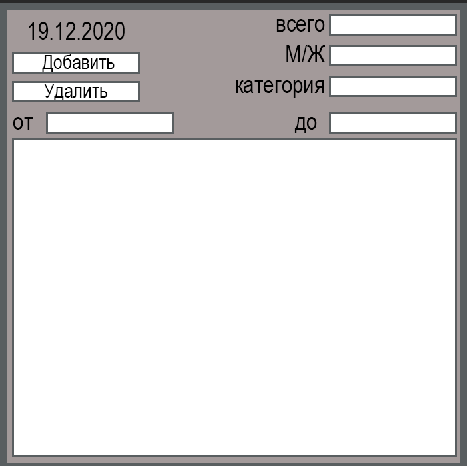 19.12.2020
всего
Добавить
М/Ж
Удалить
категория
от
до